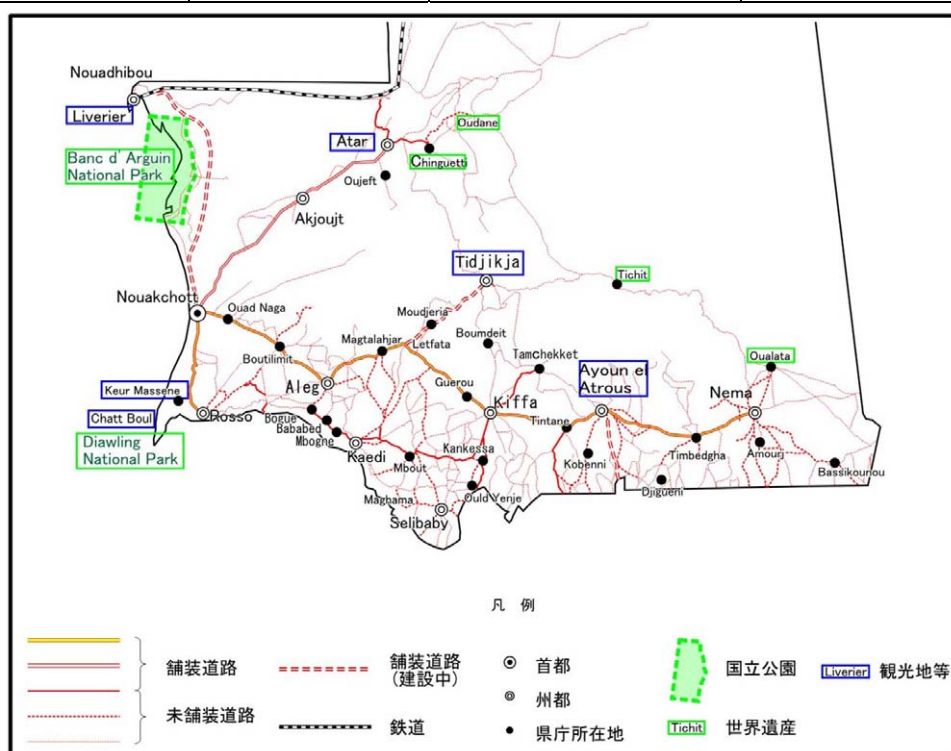 Nouadhibou
Liverier
Banc d' Arguin
National Park
Atar
Oudane
Chinguetti
Oujeft
Akjoujt
Tidjikja
Tichit
Nouakchott
Ouad Naga
Moudjeria
Magtalahjar
Letfata
Boumdeit
Boutilimit
Tamchekket
Ayoun el
Atrous
Oualata
Aleg
Guerou
Kiffa
Nema
Keur Massene
Chatt Boul
Rosso
Bogue
Bababed
Mbogne
Tintane
Diawling
National Park
Kaedi
Mbout
Kankessa
Kobenni
Timbedgha
Amourj
Bassikounou
Maghama
Ould Yenje
Djigueni
Selibaby
凡 例
舗装道路
未舗装道路
舗装道路
(建設中)
鉄道
首都
州都
県庁所在地
国立公園
Tichit 世界遺産
Liverier 観光地等